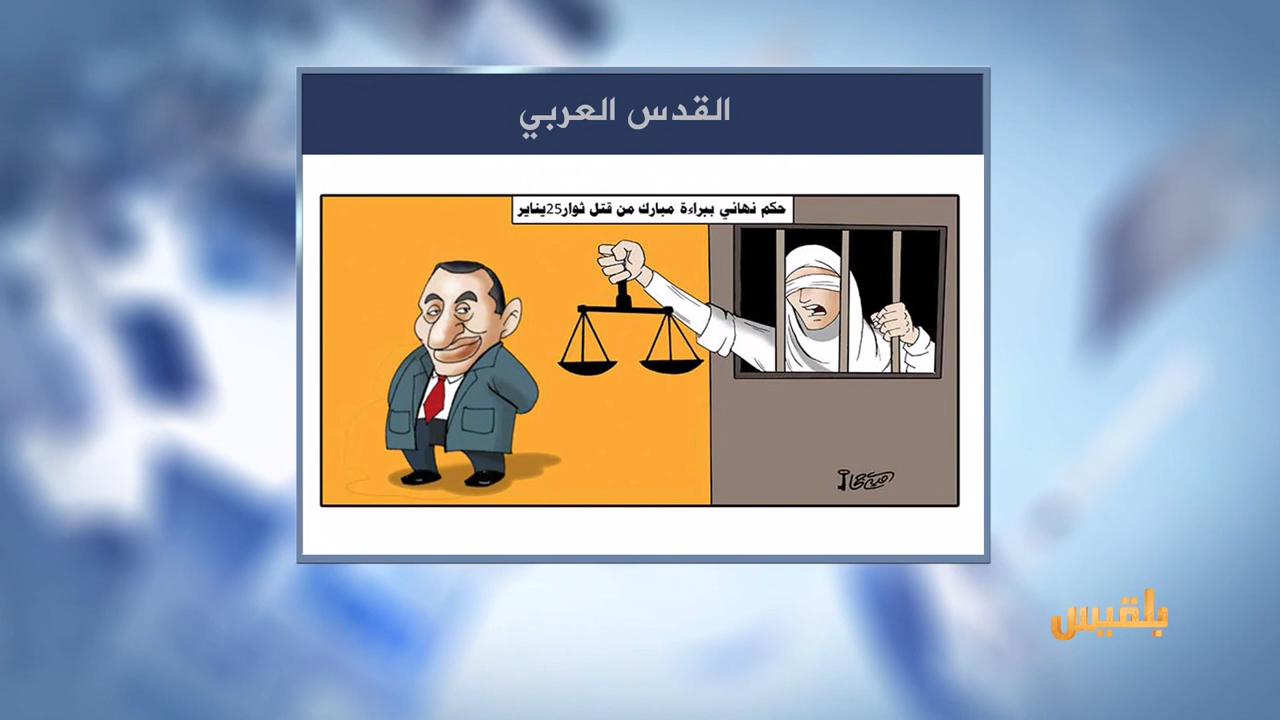 القدس العربي
حكم نهائي ببراءة مبارك من قتل ثوار25يناير
بلقيس